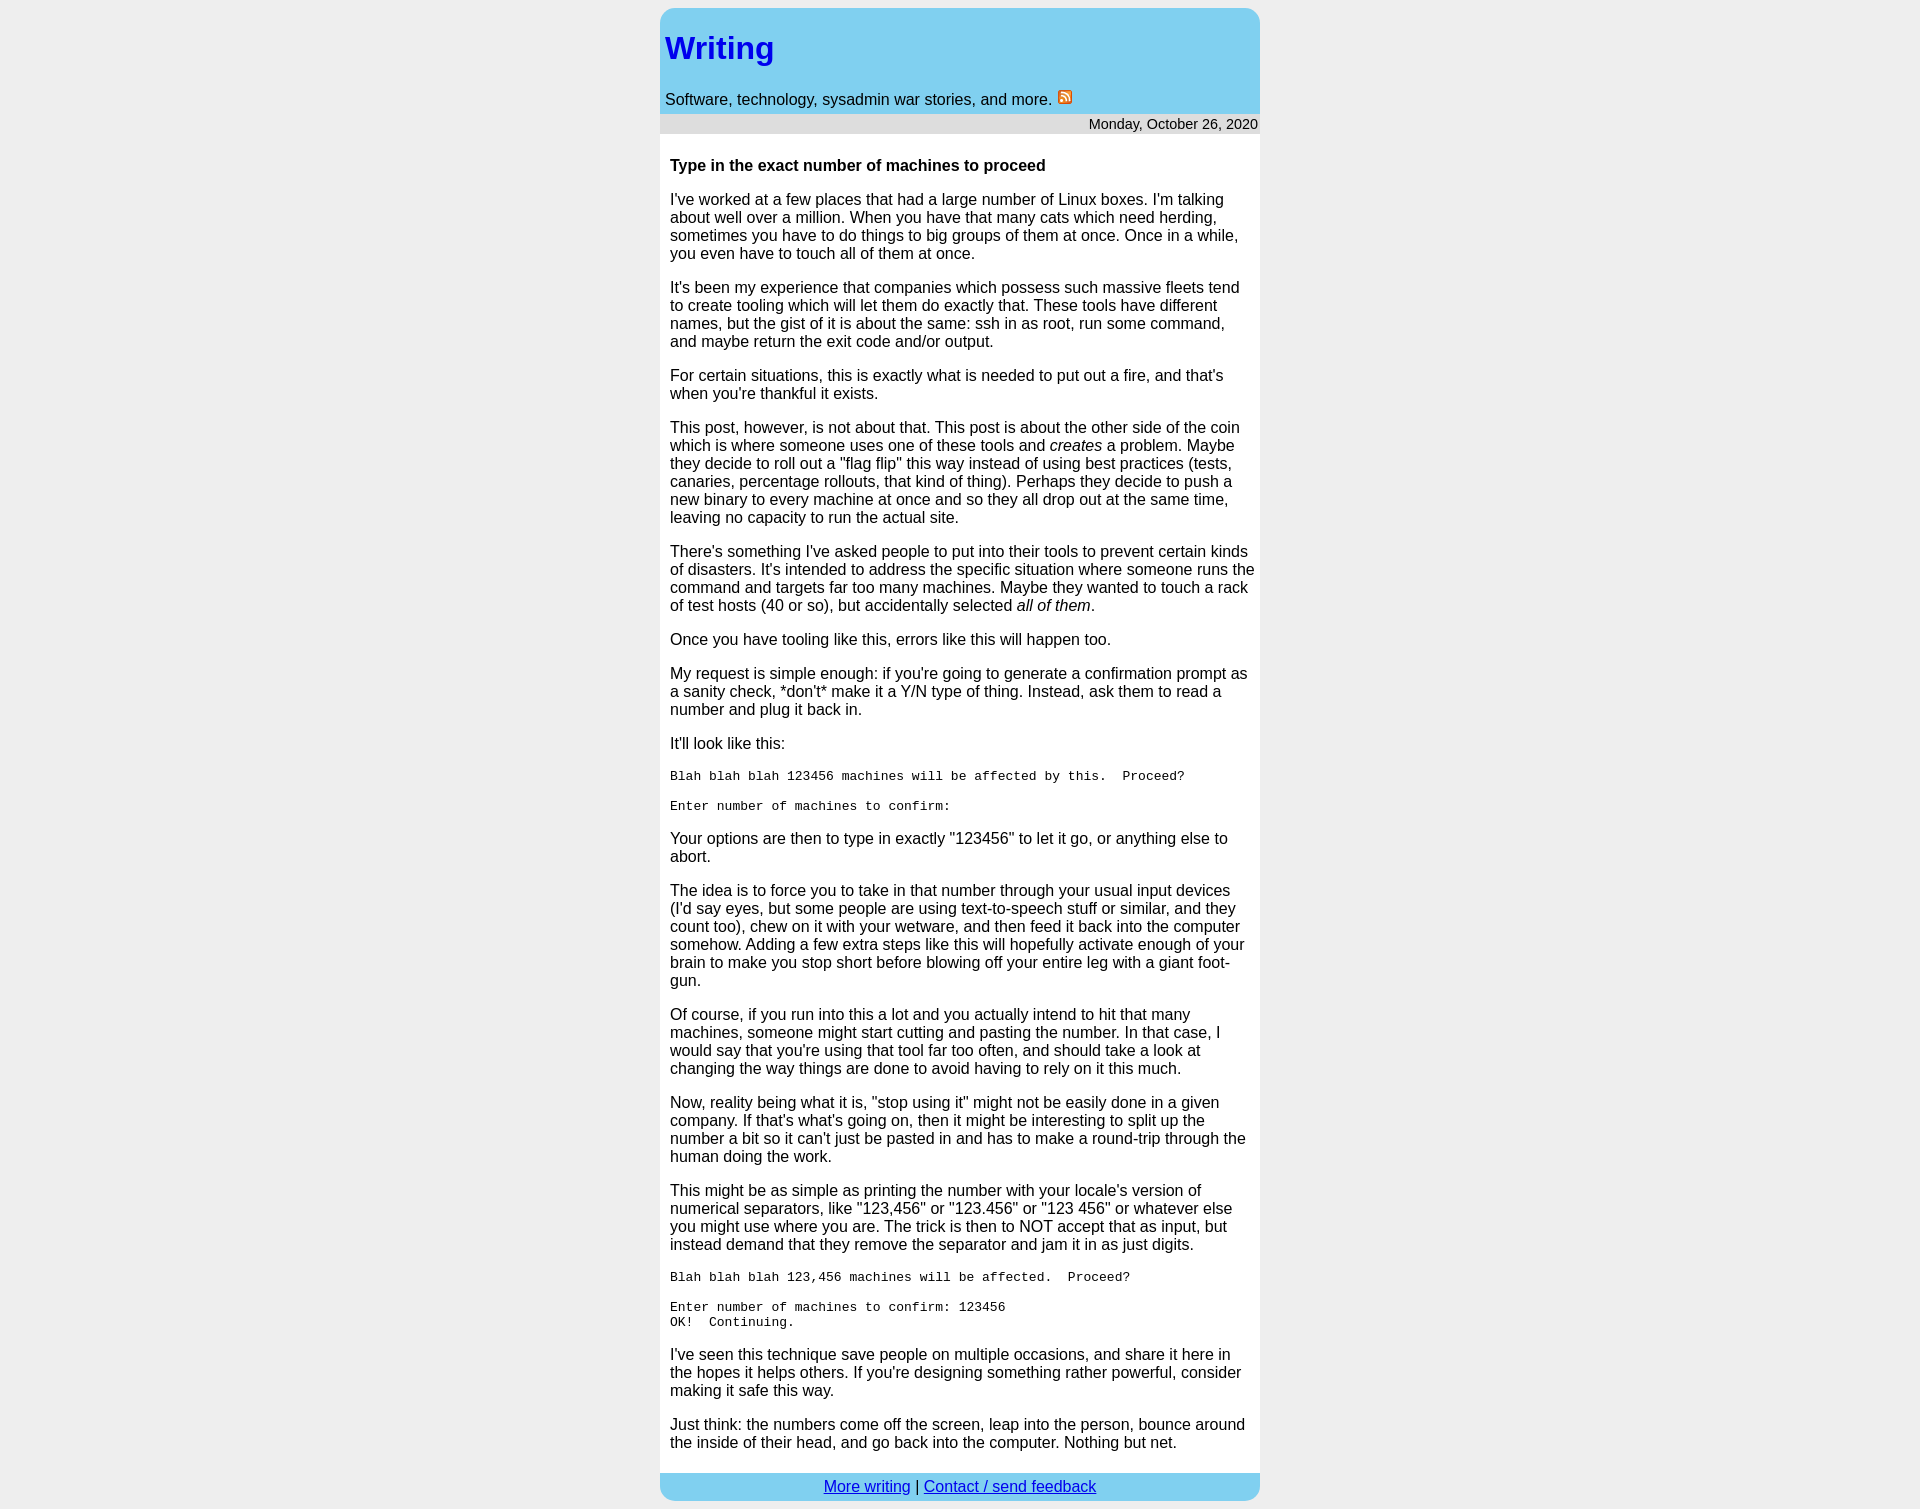 Writing
Software, technology, sysadmin war stories, and more.
Monday, October 26, 2020
Type in the exact number of machines to proceed
I've worked at a few places that had a large number of Linux boxes. I'm talking
about well over a million. When you have that many cats which need herding,
sometimes you have to do things to big groups of them at once. Once in a while,
you even have to touch all of them at once.
It's been my experience that companies which possess such massive fleets tend
to create tooling which will let them do exactly that. These tools have different
names, but the gist of it is about the same: ssh in as root, run some command,
and maybe return the exit code and/or output.
For certain situations, this is exactly what is needed to put out a fire, and that's
when you're thankful it exists.
This post, however, is not about that. This post is about the other side of the coin
which is where someone uses one of these tools and creates a problem. Maybe
they decide to roll out a "flag flip" this way instead of using best practices (tests,
canaries, percentage rollouts, that kind of thing). Perhaps they decide to push a
new binary to every machine at once and so they all drop out at the same time,
leaving no capacity to run the actual site.
There's something I've asked people to put into their tools to prevent certain kinds
of disasters. It's intended to address the specific situation where someone runs the
command and targets far too many machines. Maybe they wanted to touch a rack
of test hosts (40 or so), but accidentally selected all of them.
Once you have tooling like this, errors like this will happen too.
My request is simple enough: if you're going to generate a confirmation prompt as
a sanity check, *don't* make it a Y/N type of thing. Instead, ask them to read a
number and plug it back in.
It'll look like this:
Blah blah blah 123456 machines will be affected by this.  Proceed?
Enter number of machines to confirm:
Your options are then to type in exactly "123456" to let it go, or anything else to
abort.
The idea is to force you to take in that number through your usual input devices
(I'd say eyes, but some people are using text-to-speech stuff or similar, and they
count too), chew on it with your wetware, and then feed it back into the computer
somehow. Adding a few extra steps like this will hopefully activate enough of your
brain to make you stop short before blowing off your entire leg with a giant foot-
gun.
Of course, if you run into this a lot and you actually intend to hit that many
machines, someone might start cutting and pasting the number. In that case, I
would say that you're using that tool far too often, and should take a look at
changing the way things are done to avoid having to rely on it this much.
Now, reality being what it is, "stop using it" might not be easily done in a given
company. If that's what's going on, then it might be interesting to split up the
number a bit so it can't just be pasted in and has to make a round-trip through the
human doing the work.
This might be as simple as printing the number with your locale's version of
numerical separators, like "123,456" or "123.456" or "123 456" or whatever else
you might use where you are. The trick is then to NOT accept that as input, but
instead demand that they remove the separator and jam it in as just digits.
Blah blah blah 123,456 machines will be affected.  Proceed?
Enter number of machines to confirm: 123456
OK!  Continuing.
I've seen this technique save people on multiple occasions, and share it here in
the hopes it helps others. If you're designing something rather powerful, consider
making it safe this way.
Just think: the numbers come off the screen, leap into the person, bounce around
the inside of their head, and go back into the computer. Nothing but net.
More writing | Contact / send feedback